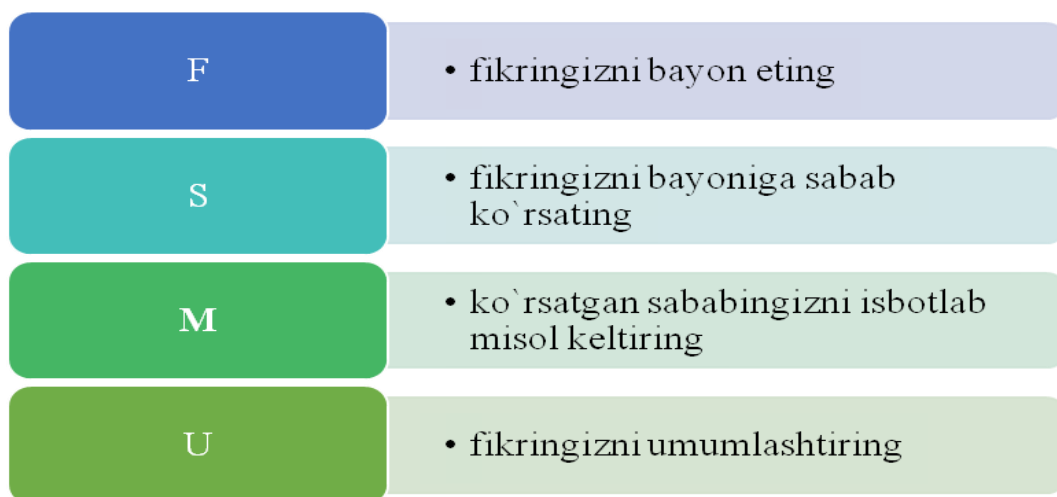 F
• fikringizni bayon eting
S
• fikringizni bayoniga sabab
ko`rsating
M
• ko`rsatgan sababingizni isbotlab
misol keltiring
U
• fikringizni umumlashtiring